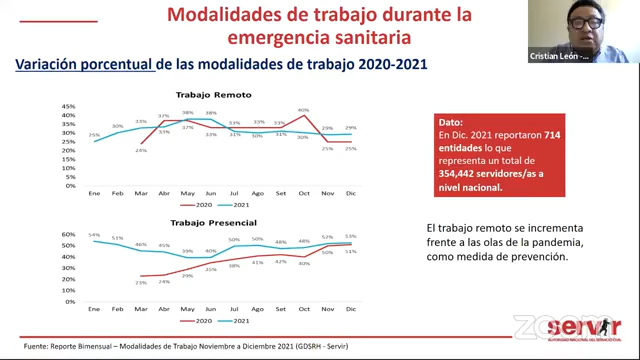 Modalidades de trabajo durante la
emergencia sanitaria
Cristian León -...
Variación porcentual de las modalidades de trabajo 2020-2021
Trabajo Remoto
45%
40%
35%
30%
25%
20%
15%
10%
5%
0%
25% 30% 33% 33% 38% 38% 31% 30% 31% 30% 29% 29%
24% 37% 37% 33% 33% 33% 33% 40% 25% 25%
Ene Feb Mar Abr May Jun Jul Ago Set Oct Nov Dic
2020 2021
Dato:
En Dic. 2021 reportaron 714
entidades lo que
representa un total de
354,442 servidores/as a
nivel nacional.
Trabajo Presencial
60%
50%
40%
30%
20%
10%
0%
54% 51% 46% 45% 39% 40% 50% 50% 48% 48% 52% 53%
23% 24% 29% 35% 38% 41% 42% 40% 50% 51%
Ene Feb Mar Abr May Jun Jul Ago Set Oct Nov Dic
2020 2021
El trabajo remoto se incrementa
frente a las olas de la pandemia,
como medida de prevención.
servir
AUTORIDAD NACIONAL DEL SERVICIO CIVIL
zoom
Fuente: Reporte Bimensual – Modalidades de Trabajo Noviembre a Diciembre 2021 (GDSRH - Servir)